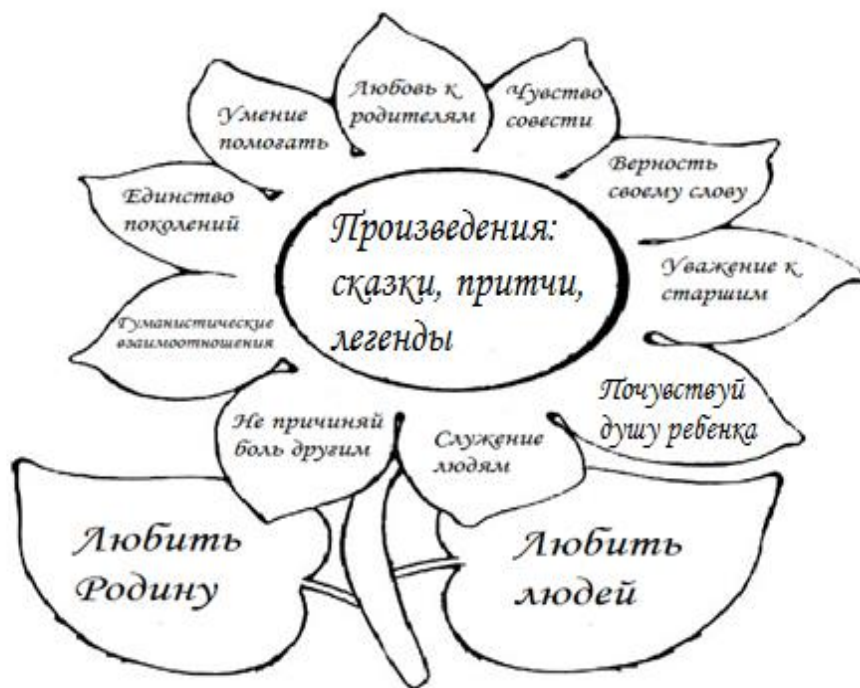 Любовь к
родителям
Чувство
совести
Верность
своему слову
Уважение к
старшим
Почувствуй
душу ребенка
Служение
людям
Не причиняй
боль другим
Гуманистические
взаимоотношения
Единство
поколений
Умение
помогать
Произведения:
сказки, притчи,
легенды
Любить
Родину
Любить
людей